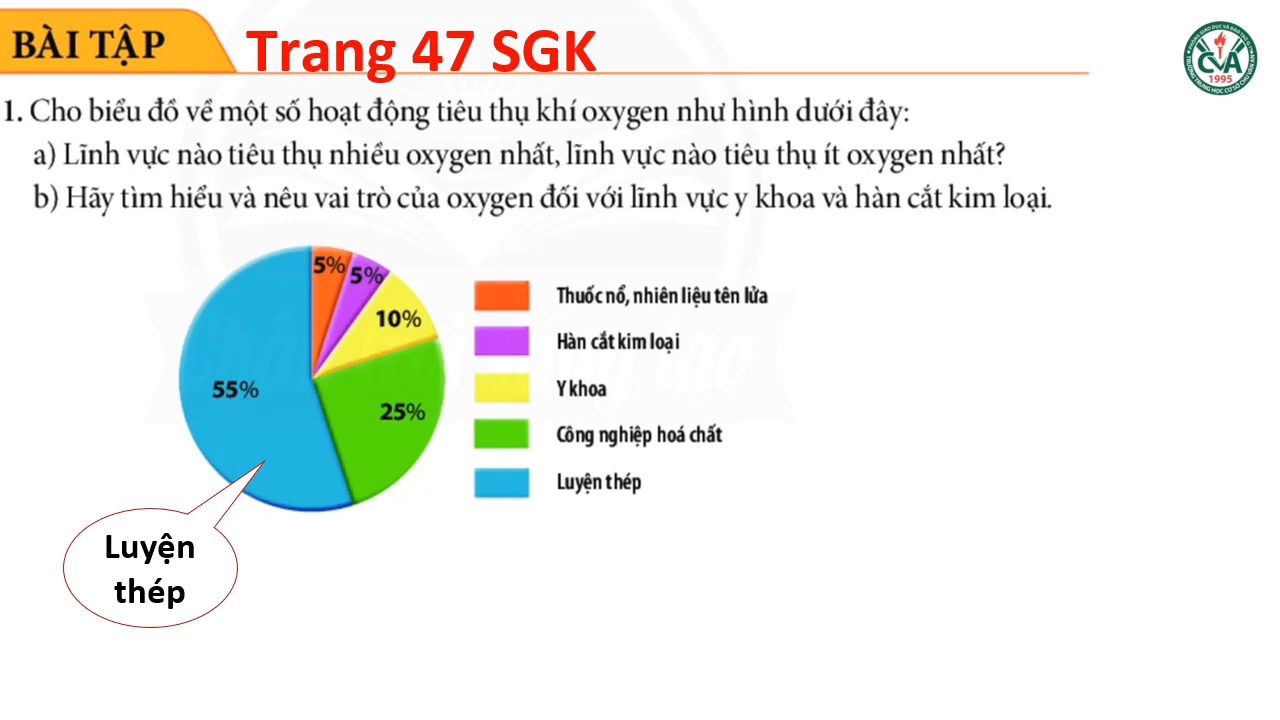 BÀI TẬP
Trang 47 SGK
CVA
1995
1. Cho biểu đồ về một số hoạt động tiêu thụ khí oxygen như hình dưới đây:
a) Lĩnh vực nào tiêu thụ nhiều oxygen nhất, lĩnh vực nào tiêu thụ ít oxygen nhất?
b) Hãy tìm hiểu và nêu vai trò của oxygen đối với lĩnh vực y khoa và hàn cắt kim loại.
5%
5%
10%
25%
55%
Thuốc nổ, nhiên liệu tên lửa
Hàn cắt kim loại
Y khoa
Công nghiệp hoá chất
Luyện thép
Luyện
thép